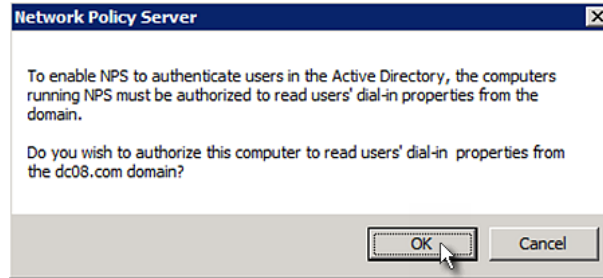 Network Policy Server
To enable NPS to authenticate users in the Active Directory, the computers
running NPS must be authorized to read users' dial-in properties from the
domain.
Do you wish to authorize this computer to read users' dial-in properties from
the dc08.com domain?
OK Cancel